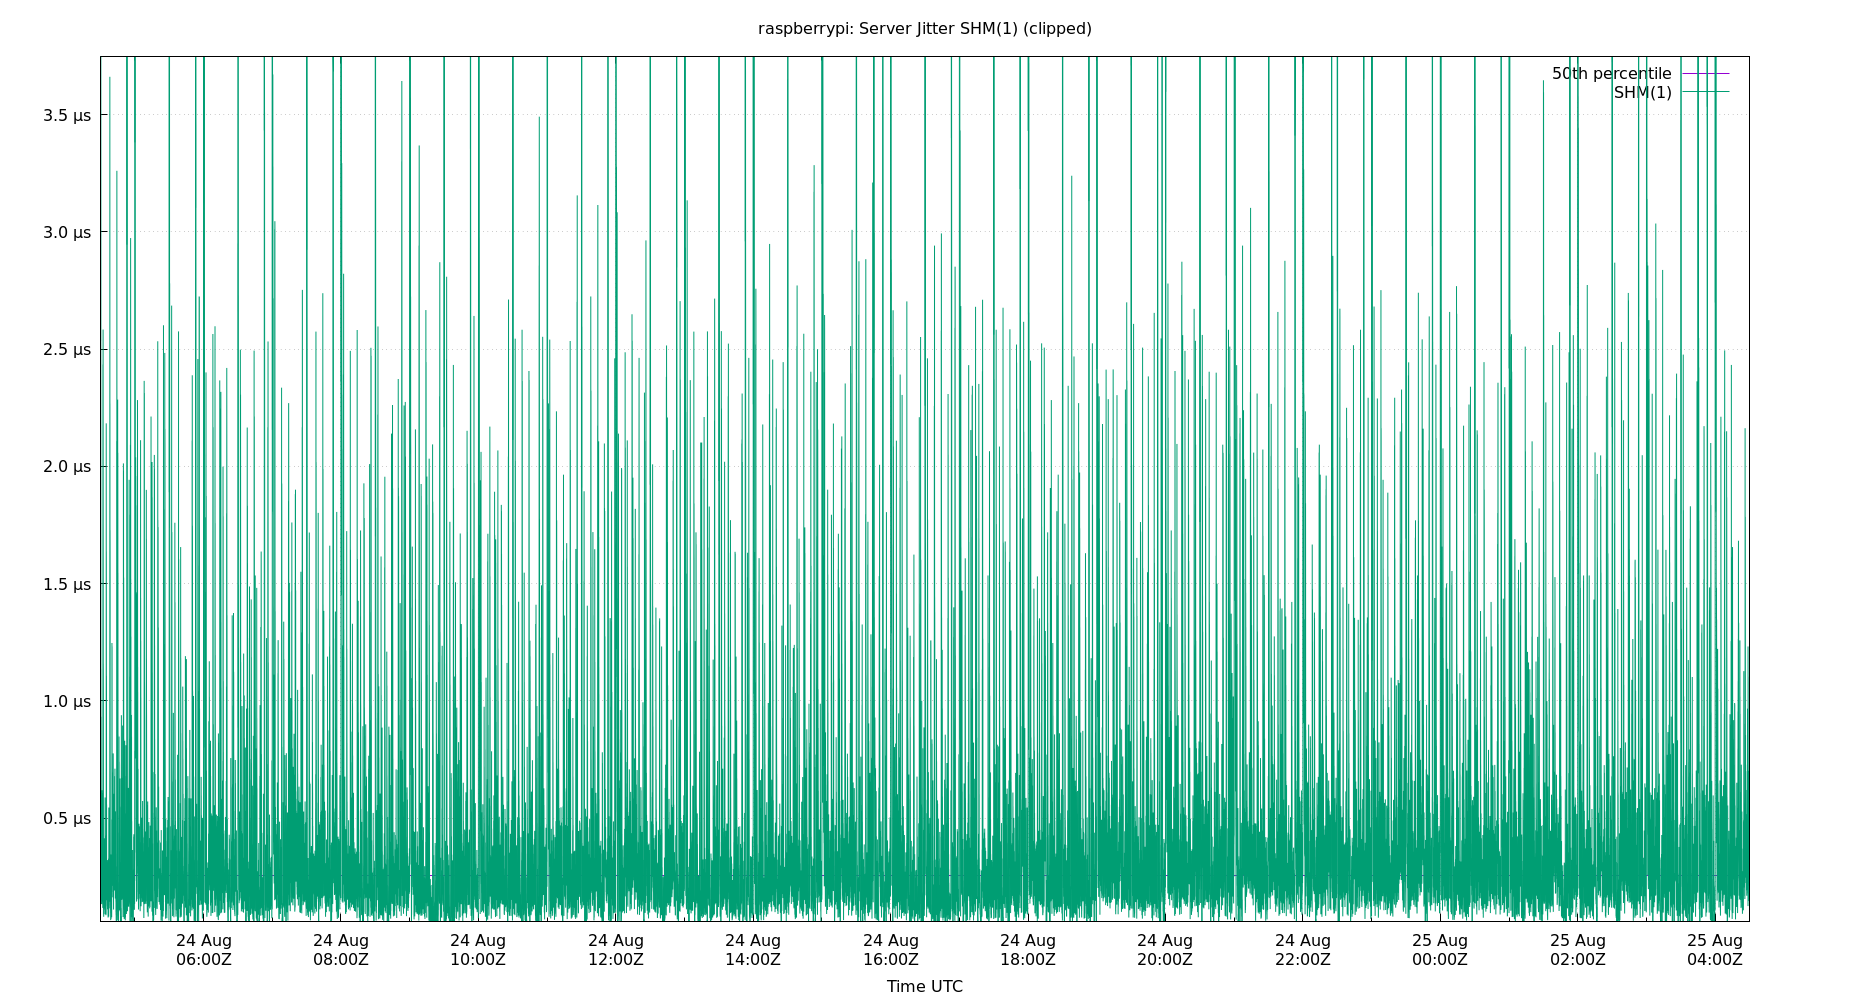 raspberrypi: Server Jitter SHM(1) (clipped)
50th percentile
SHM(1)
3.5 µs
3.0 µs
2.5 µs
2.0 µs
1.5 µs
1.0 µs
0.5 µs
24 Aug 24 Aug 24 Aug 24 Aug 24 Aug 24 Aug 24 Aug 24 Aug 24 Aug 25 Aug 25 Aug 25 Aug
06:00Z 08:00Z 10:00Z 12:00Z 14:00Z 16:00Z 18:00Z 20:00Z 22:00Z 00:00Z 02:00Z 04:00Z
Time UTC